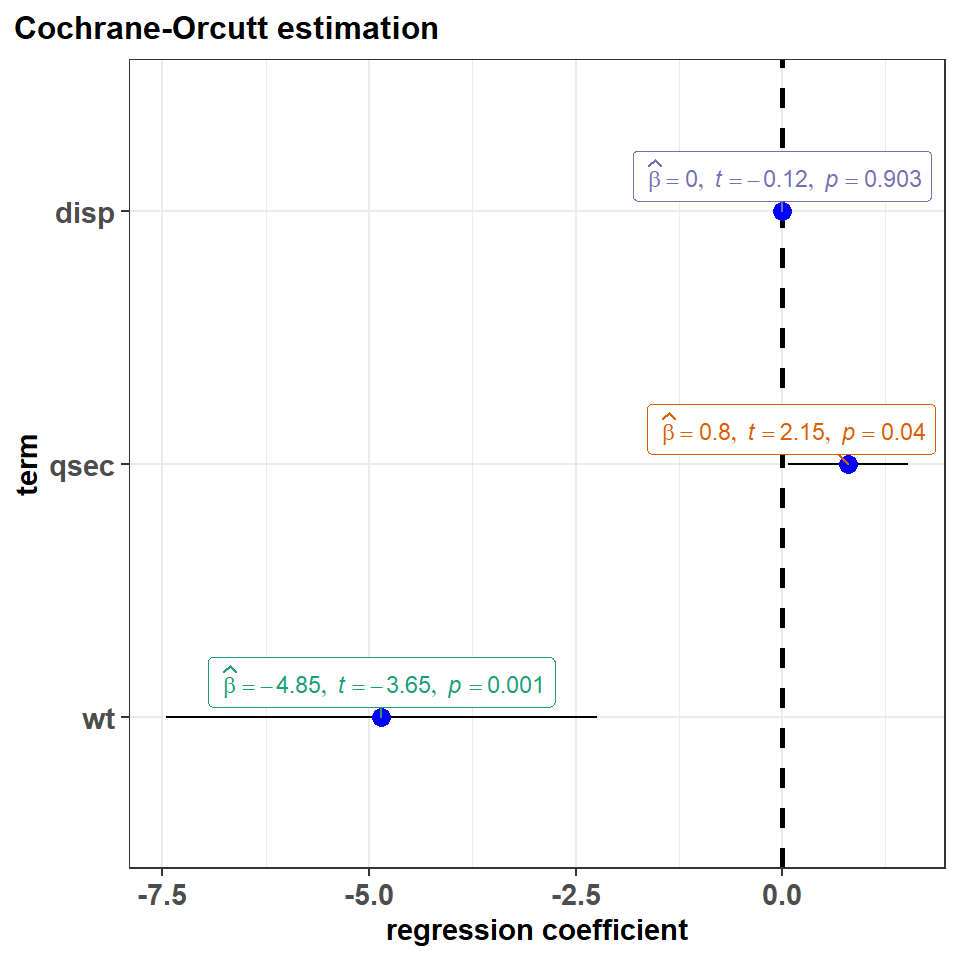 Cochrane-Orcutt estimation
disp
β̂ = 0, t = −0.12, p = 0.903
term
qsec
β̂ = 0.8, t = 2.15, p = 0.04
wt
β̂ = −4.85, t = −3.65, p = 0.001
-7.5 -5.0 -2.5 0.0
regression coefficient